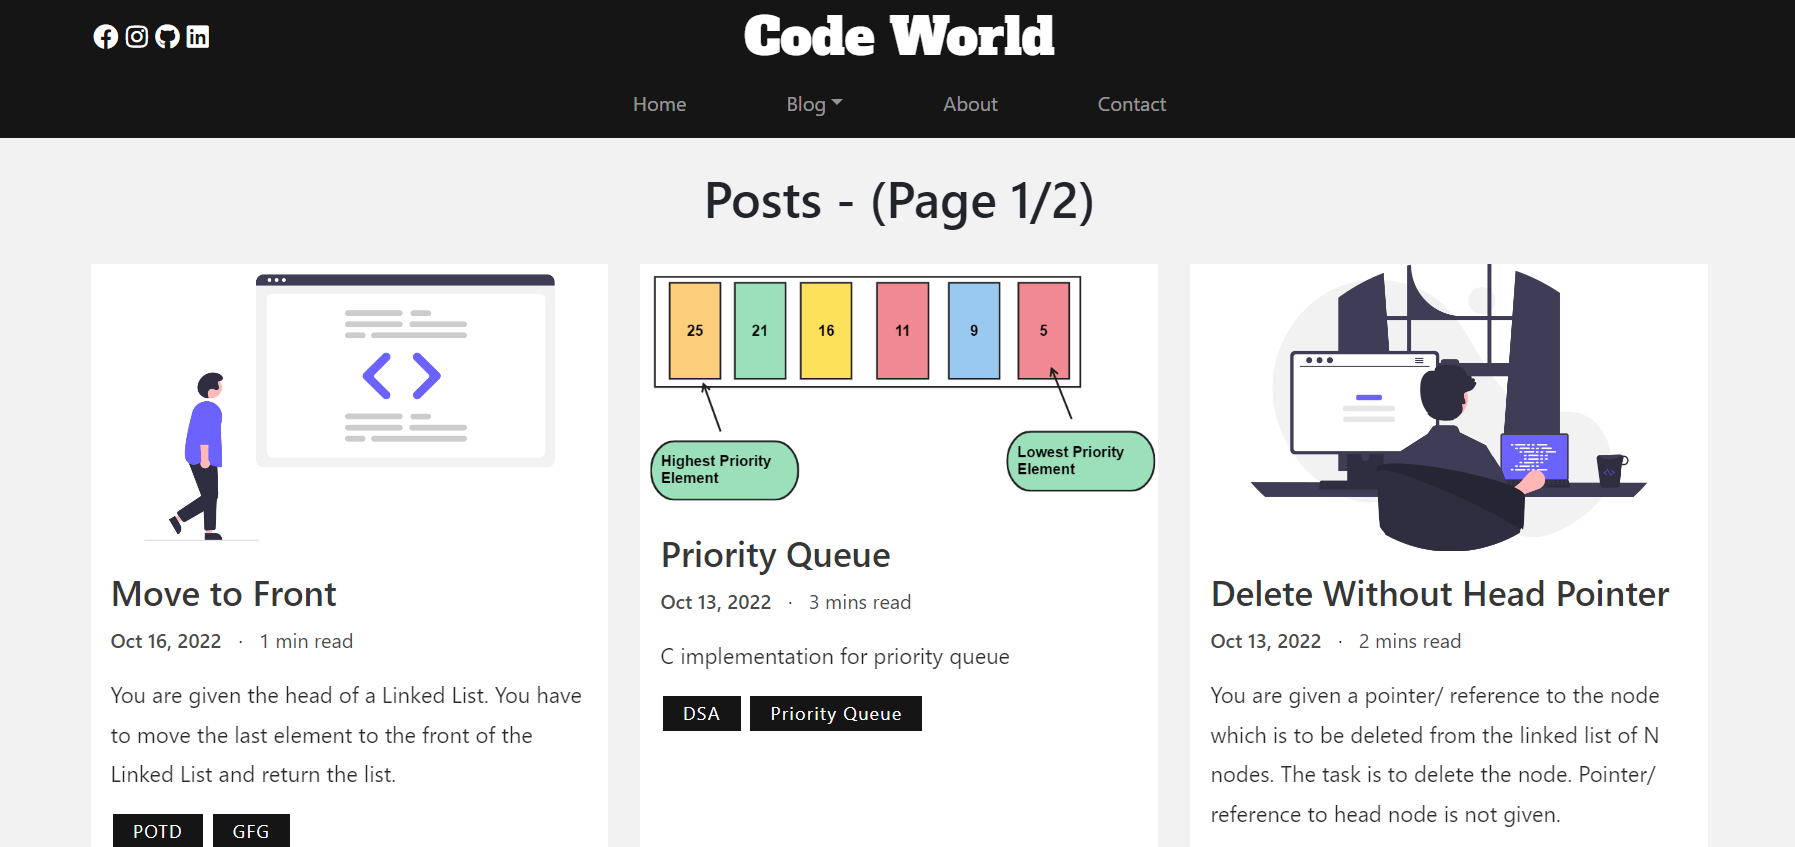 Code World
Home Blog About Contact
Posts - (Page 1/2)
Move to Front
Oct 16, 2022 · 1 min read
You are given the head of a Linked List. You have
to move the last element to the front of the
Linked List and return the list.
POTD GFG
25 21 16 11 9 5
Highest Priority
Element
Lowest Priority
Element
Priority Queue
Oct 13, 2022 · 3 mins read
C implementation for priority queue
DSA Priority Queue
Delete Without Head Pointer
Oct 13, 2022 · 2 mins read
You are given a pointer/ reference to the node
which is to be deleted from the linked list of N
nodes. The task is to delete the node. Pointer/
reference to head node is not given.